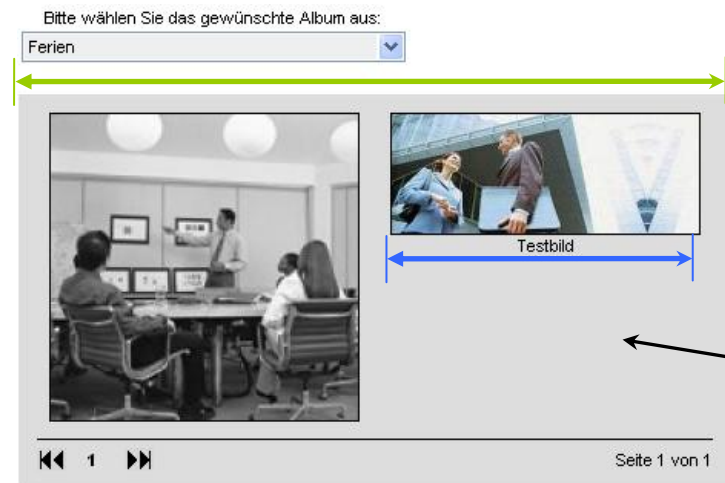 Bitte wählen Sie das gewünschte Album aus:
Ferien
Testbild
1
Seite 1 von 1